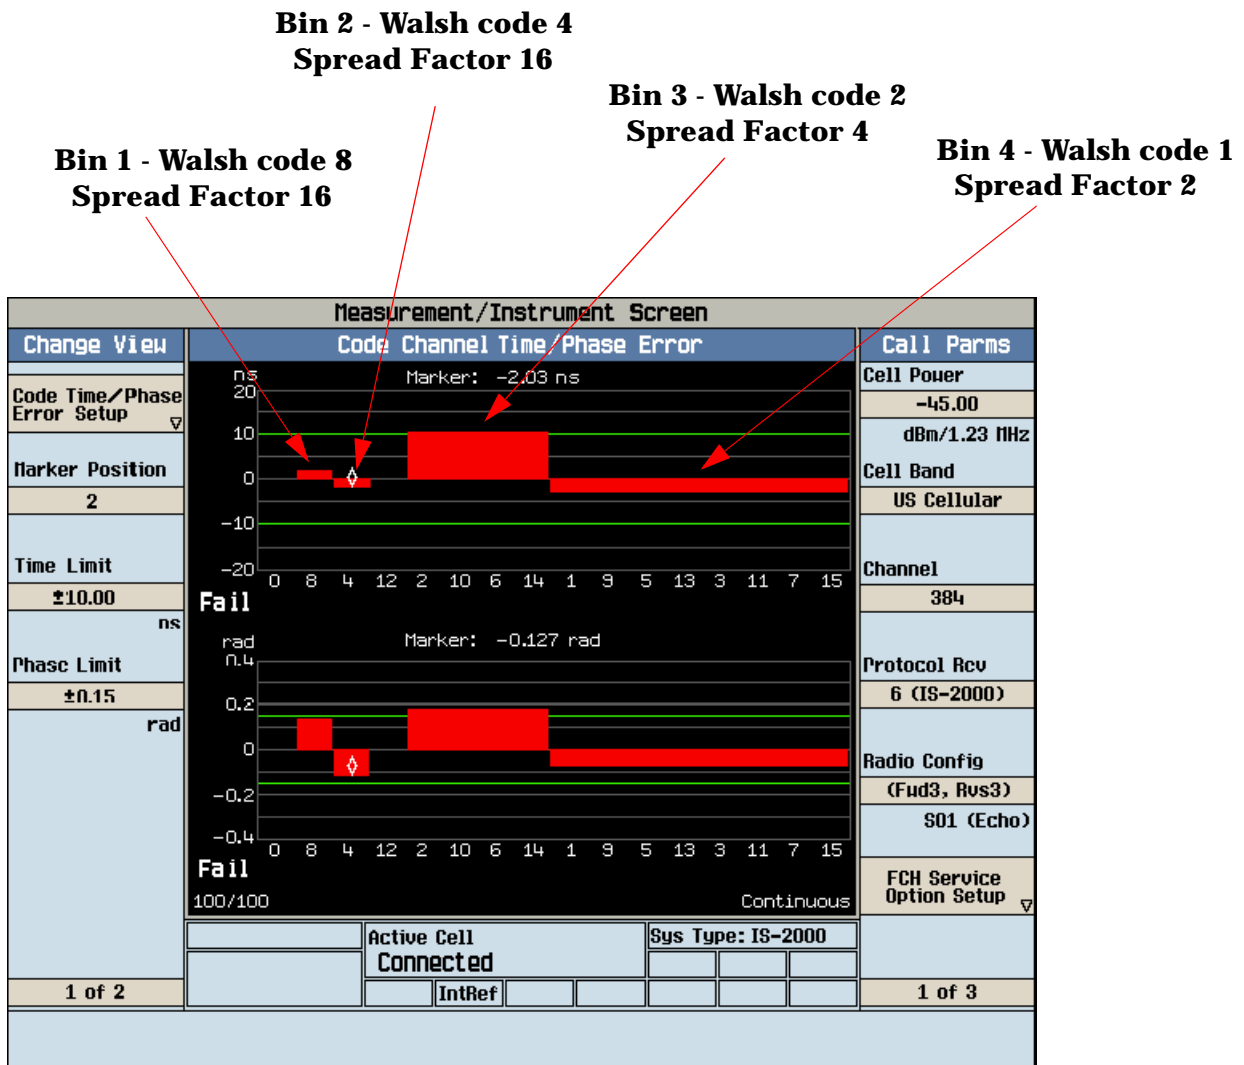 Bin 2 - Walsh code 4
Spread Factor 16
Bin 3 - Walsh code 2
Spread Factor 4
Bin 4 - Walsh code 1
Spread Factor 2
Bin 1 - Walsh code 8
Spread Factor 16
Measurement/Instrument Screen
Change View
Code Time/Phase
Error Setup
Marker Position
2
Time Limit
±10.00
ns
Phase Limit
±0.15
rad
1 of 2
Code Channel Time/Phase Error
ns
Marker: -2.03 ns
20
10
0
-10
-20
0 8 4 12 2 10 6 14 1 9 5 13 3 11 7 15
Fail
rad
Marker: -0.127 rad
0.4
0.2
0
-0.2
-0.4
0 8 4 12 2 10 6 14 1 9 5 13 3 11 7 15
Fail
100/100
Continuous
Active Cell
Connected
Sys Type: IS-2000
IntRef
Call Parms
Cell Power
-45.00
dBm/1.23 MHz
Cell Band
US Cellular
Channel
384
Protocol Rev
6 (IS-2000)
Radio Config
(Fwd3, Rvs3)
SO1 (Echo)
FCH Service
Option Setup
1 of 3